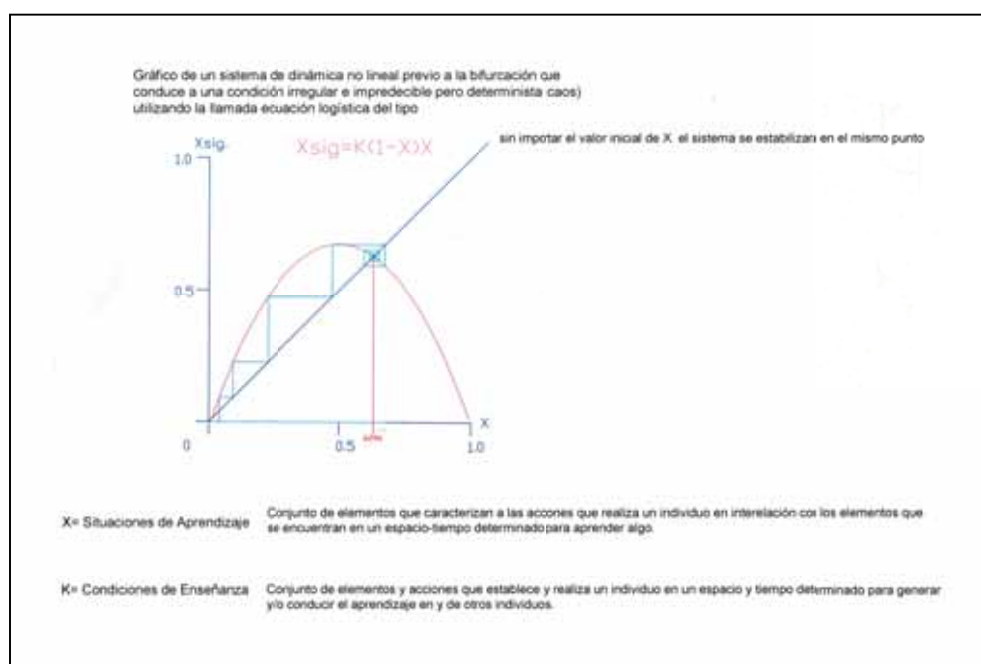 Gráfico de un sistema de dinámica no lineal previo a la bifurcación que
conduce a una condición irregular e impredecible pero determinista caos)
utilizando la llamada ecuación logística del tipo
sin importar el valor inicial de X el sistema se estabilizará en el mismo punto
Xsig.
Xsig=K(1-X)X
1.0
0.5
X
0
0.5
1.0
X= Situaciones de Aprendizaje
Conjunto de elementos que caracterizan a las acciones que realiza un individuo en interelación con los elementos que
se encuentran en un espacio-tiempo determinado para aprender algo.
K= Condiciones de Enseñanza
Conjunto de elementos y acciones que establece y realiza un individuo en un espacio y tiempo determinado para generar
y/o conducir el aprendizaje en y de otros individuos.